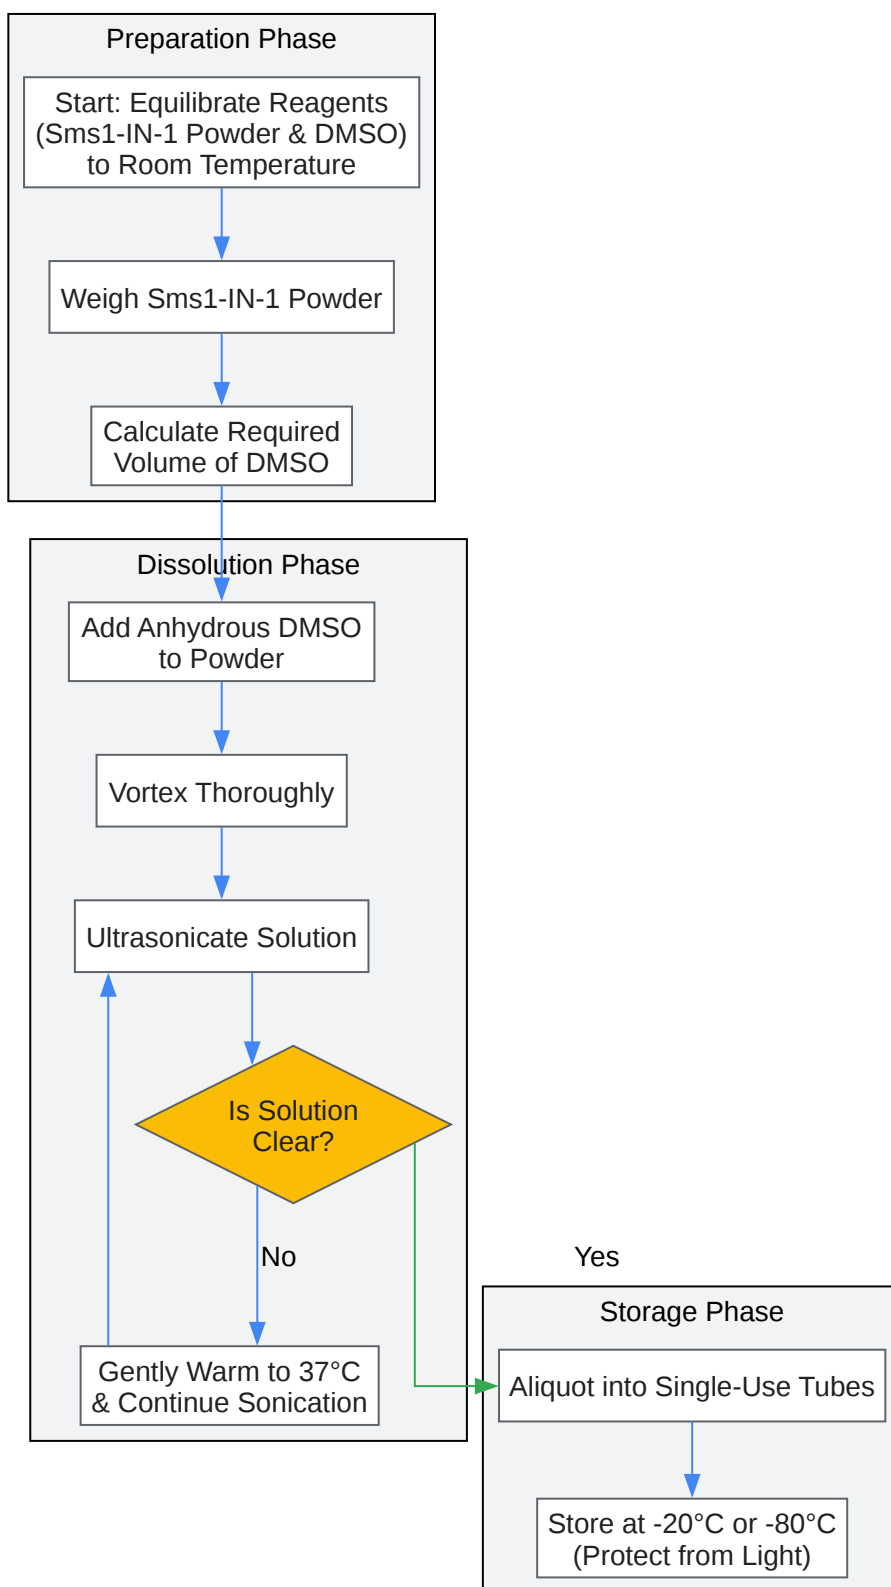 Preparation Phase
Start: Equilibrate Reagents
(Sms1-IN-1 Powder & DMSO)
to Room Temperature
Weigh Sms1-IN-1 Powder
Calculate Required
Volume of DMSO
Dissolution Phase
Add Anhydrous DMSO
to Powder
Vortex Thoroughly
Ultrasonicate Solution
Is Solution
Clear?
No
Yes
Gently Warm to 37°C
& Continue Sonication
Storage Phase
Aliquot into Single-Use Tubes
Store at -20°C or -80°C
(Protect from Light)